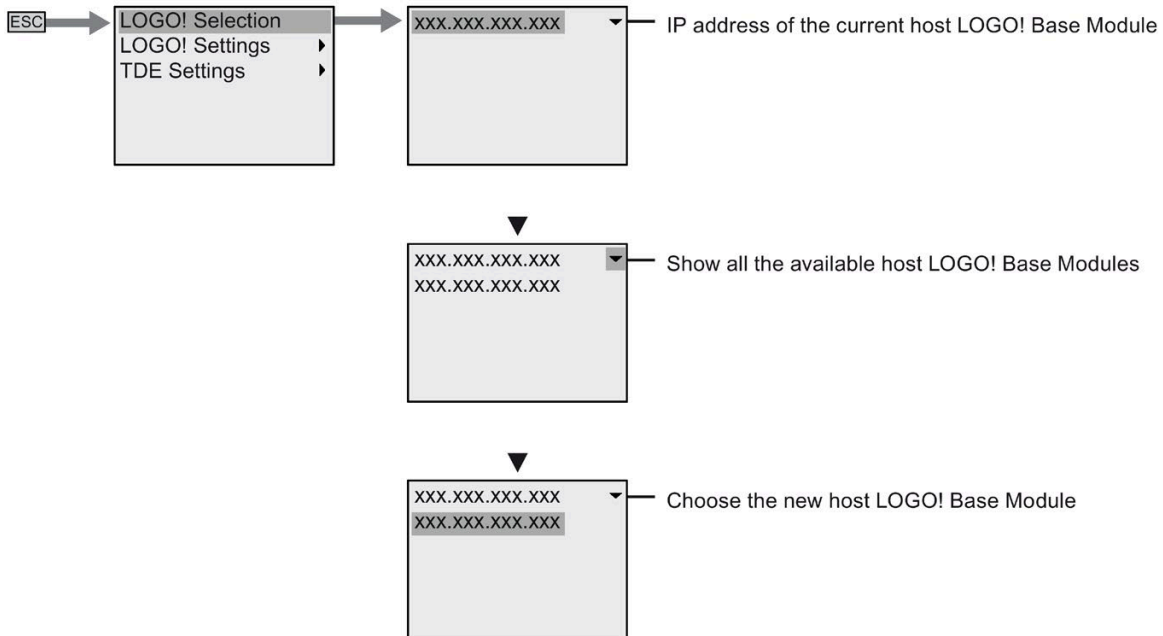 ESC
LOGO! Selection
LOGO! Settings
TDE Settings
xxx.xxx.xxx.xxx
IP address of the current host LOGO! Base Module
xxx.xxx.xxx.xxx
xxx.xxx.xxx.xxx
Show all the available host LOGO! Base Modules
xxx.xxx.xxx.xxx
xxx.xxx.xxx.xxx
Choose the new host LOGO! Base Module